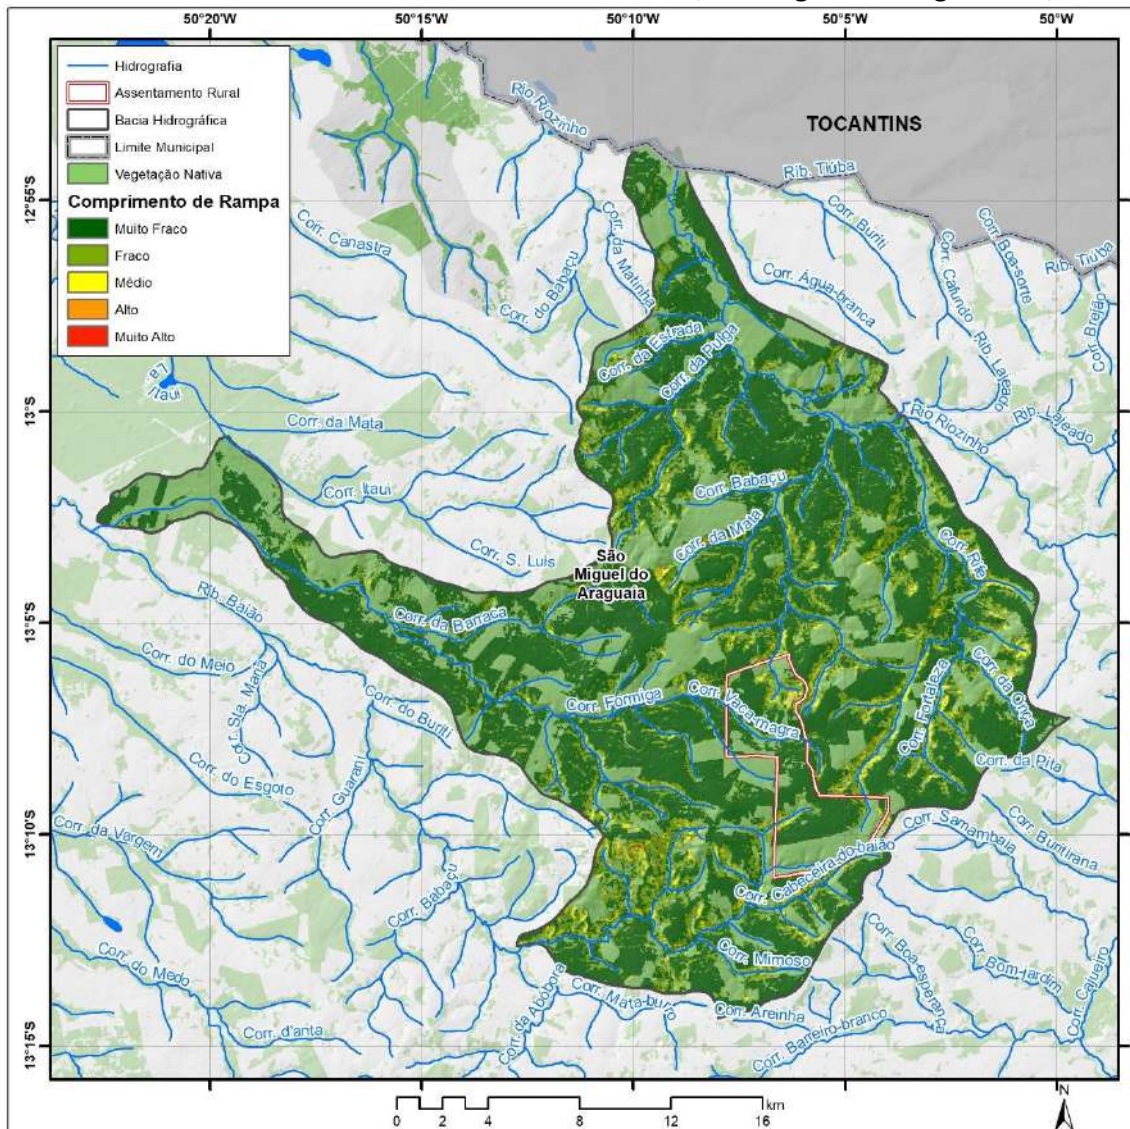 50°20'W
50°15'W
50°10'W
50°5'W
50°W
Hidrografia
Assentamento Rural
Bacia Hidrográfica
Limite Municipal
Vegetação Nativa
Comprimento de Rampa
Muito Fraco
Fraco
Médio
Alto
Muito Alto
TOCANTINS
Rio Riozinho
Rib. Tiúba
Corr. Buriti
Corr. Boa-sorte
Corr. Cafundo
Rib. Tiúba
Corr. Brejão
Corr. Canastra
Corr. do Babaçu
Corr. da Matinha
Corr. Água-branca
Rib. Lajeado
Corr. da Estrada
Corr. da Pulga
La. Itaui
Rio Riozinho
Rib. Lajeado
Corr. da Mata
Corr. Itaui
Corr. Babaçu
Corr. da Mata
Corr. S. Luis
São
Miguel do
Araguaia
Corr. Rifa
Rib. Baião
Corr. da Barraca
Corr. do Meio
Corr. Sta. Maria
Corr. do Buriti
Corr. Formiga
Corr. Vaca-magra
Corr. Fortaleza
Corr. da Onça
Corr. da Pita
Corr. do Esgoto
Corr. Guarani
Corr. da Vargem
Corr. Samambaia
Corr. Buritirana
Corr. Cabeceira-do-baião
Corr. Babaçu
Corr. Mimoso
Corr. Boa-esperança
Corr. Bom-jardim
Corr. Cajueiro
Corr. do Medo
Corr. da Abóbora
Corr. Mata-burro
Corr. Areinha
Corr. d'anta
Corr. Barreiro-branco
12°55'S
13°S
13°5'S
13°10'S
13°15'S
0 2 4 8 12 16 km
N